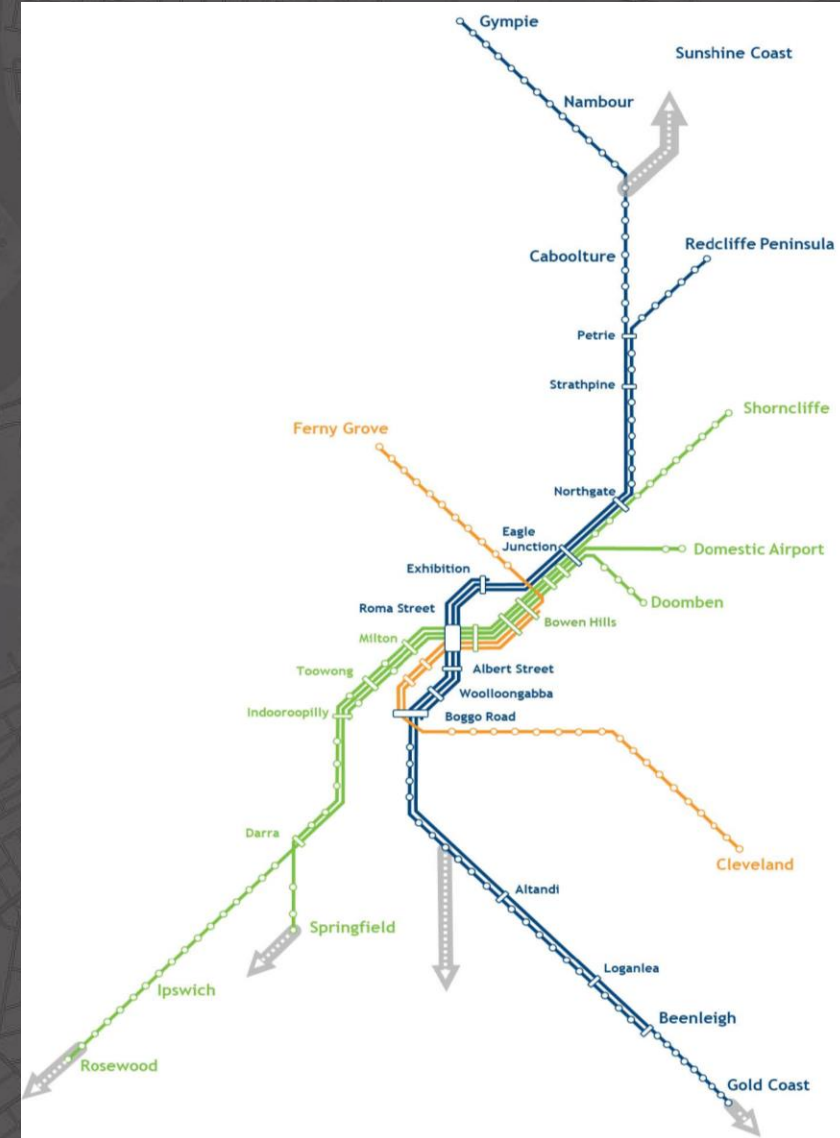 Gympie
Sunshine Coast
Nambour
Redcliffe Peninsula
Caboolture
Petrie
Strathpine
Shorncliffe
Ferny Grove
Northgate
Eagle
Junction
Domestic Airport
Exhibition
Doomben
Roma Street
Bowen Hills
Milton
Albert Street
Toowong
Woolloongabba
Indooroopilly
Boggo Road
Darra
Cleveland
Altandi
Springfield
Loganlea
Ipswich
Beenleigh
Rosewood
Gold Coast